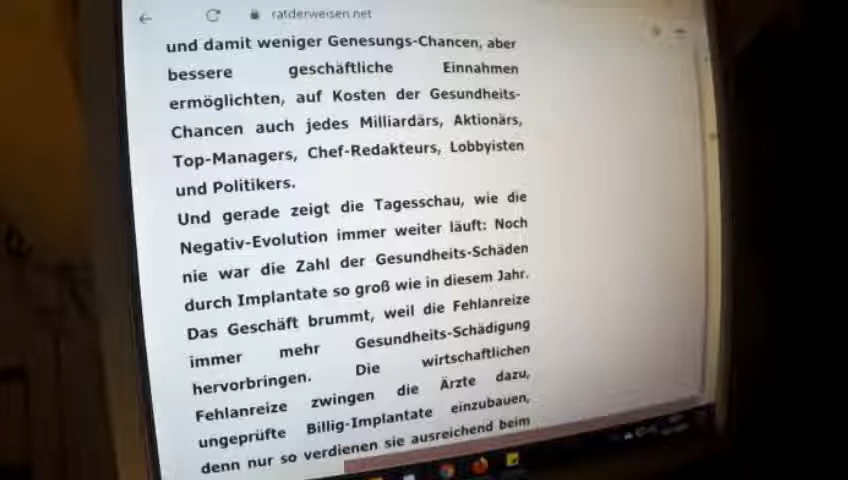 ratderweisen.net
und damit weniger Genesungs-Chancen, aber
bessere geschäftliche Einnahmen
ermöglichten, auf Kosten der Gesundheits-
Chancen auch jedes Milliardärs, Aktionärs,
Top-Managers, Chef-Redakteurs, Lobbyisten
und Politikers.
Und gerade zeigt die Tagesschau, wie die
Negativ-Evolution immer weiter läuft: Noch
nie war die Zahl der Gesundheits-Schäden
durch Implantate so groß wie in diesem Jahr.
Das Geschäft brummt, weil die Fehlanreize
immer mehr Gesundheits-Schädigung
hervorbringen. Die wirtschaftlichen
Fehlanreize zwingen die Ärzte dazu,
ungeprüfte Billig-Implantate einzubauen,
denn nur so verdienen sie ausreichend beim